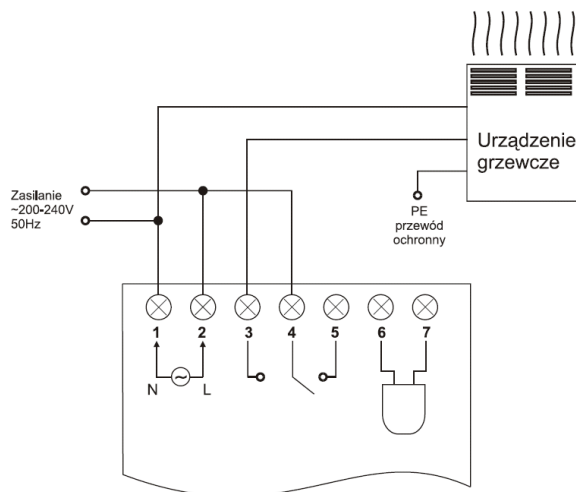 Urządzenie
grzewcze
Zasilanie
~200-240V
50Hz
PE
przewód
ochronny
1 2 3 4 5 6 7
N ~ L